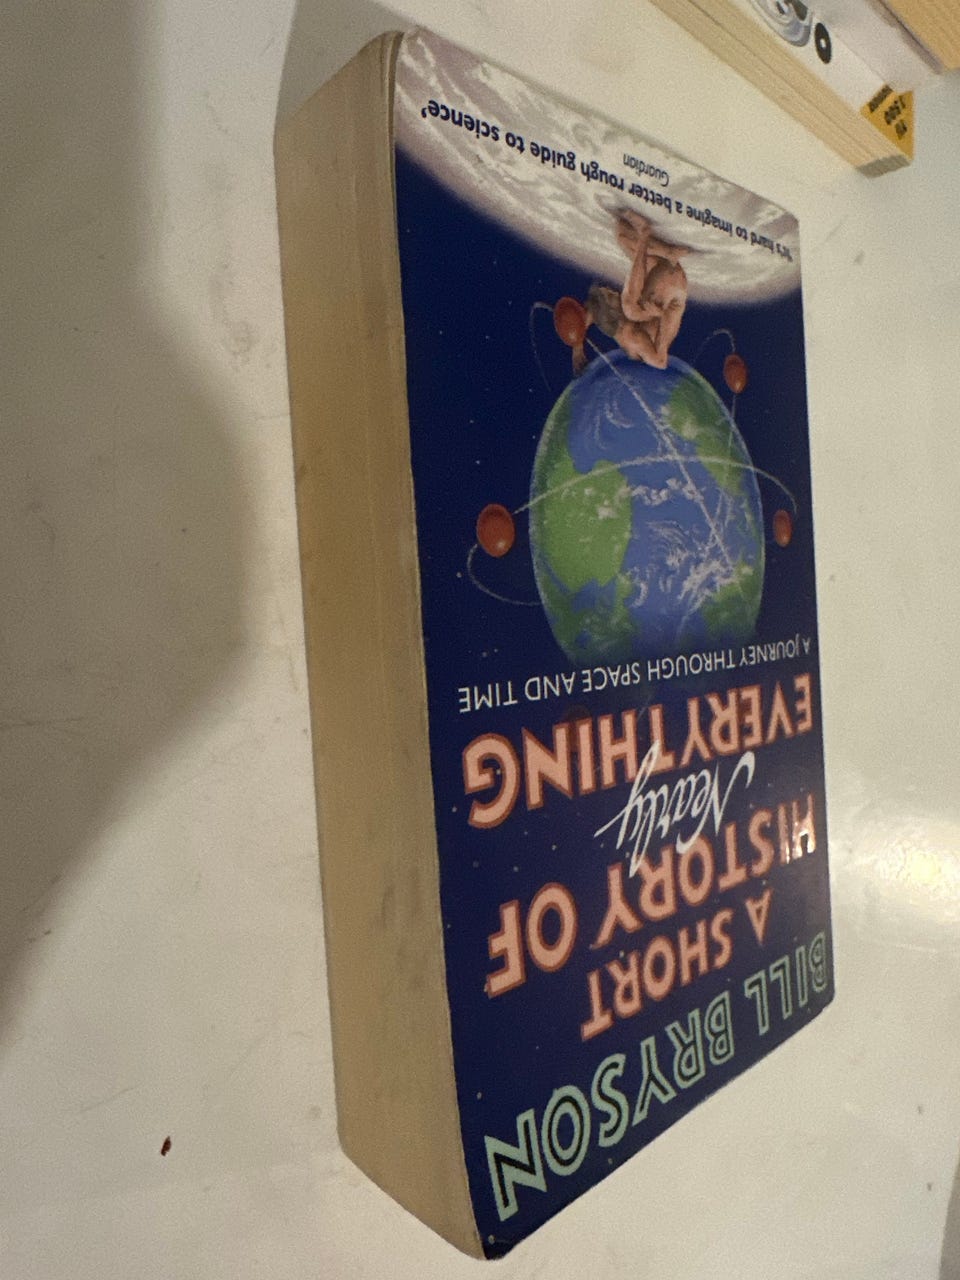 BILL BRYSON
A SHORT
HISTORY OF
Nearly
EVERYTHING
A JOURNEY THROUGH SPACE AND TIME
'It's hard to imagine a better rough guide to science'
Guardian